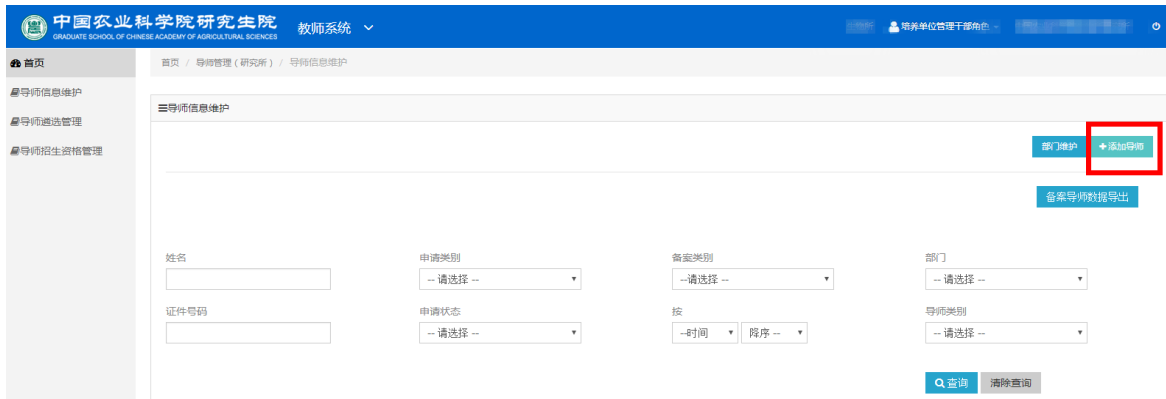 中国农业科学院研究生院
GRADUATE SCHOOL OF CHINESE ACADEMY OF AGRICULTURAL SCIENCES
教师系统
培养单位管理干部角色
首页
首页 / 导师管理(研究所) / 导师信息维护
导师信息维护
导师遴选管理
导师招生资格管理
导师信息维护
部门维护 +添加导师
备案导师数据导出
姓名 申请类别 备案类别 部门
-- 请选择 -- --请选择 -- -- 请选择 --
证件号码 申请状态 按 导师类别
-- 请选择 -- --时间 降序 -- -- 请选择 --
查询 清除查询